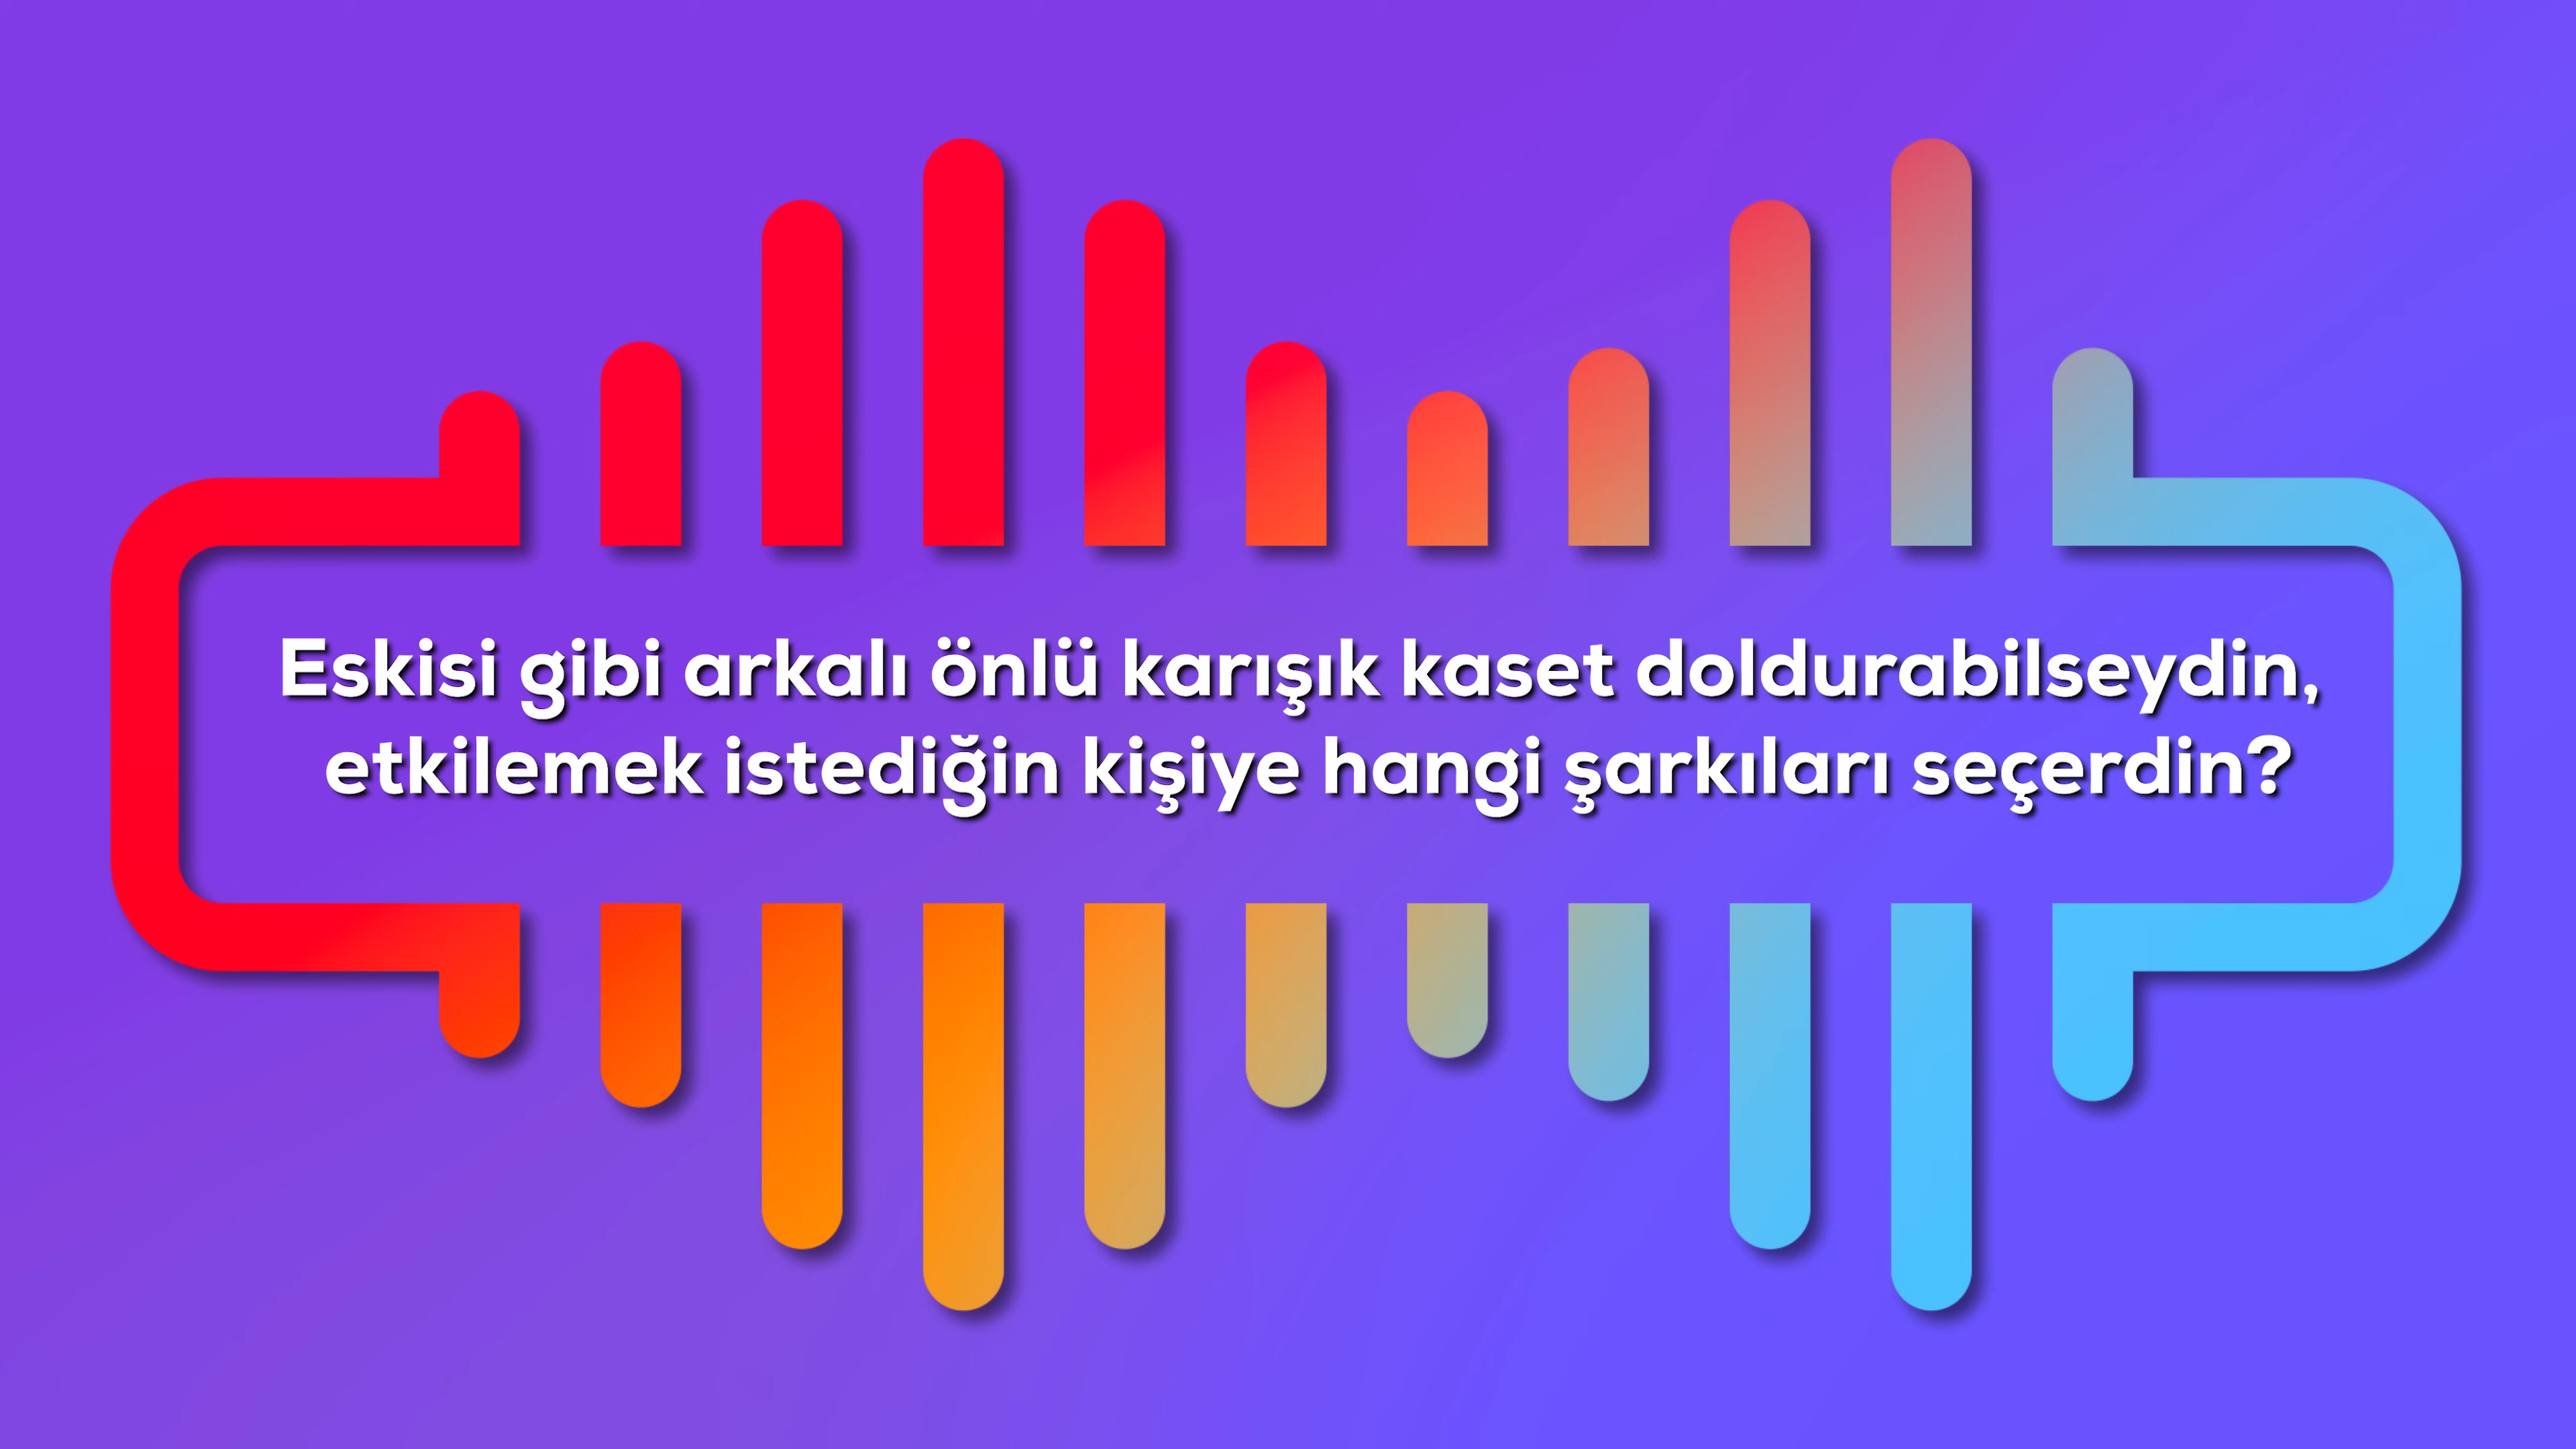 Eskisi gibi arkalı önlü karışık kaset doldurabilseydin,
etkilemek istediğin kişiye hangi şarkıları seçerdin?